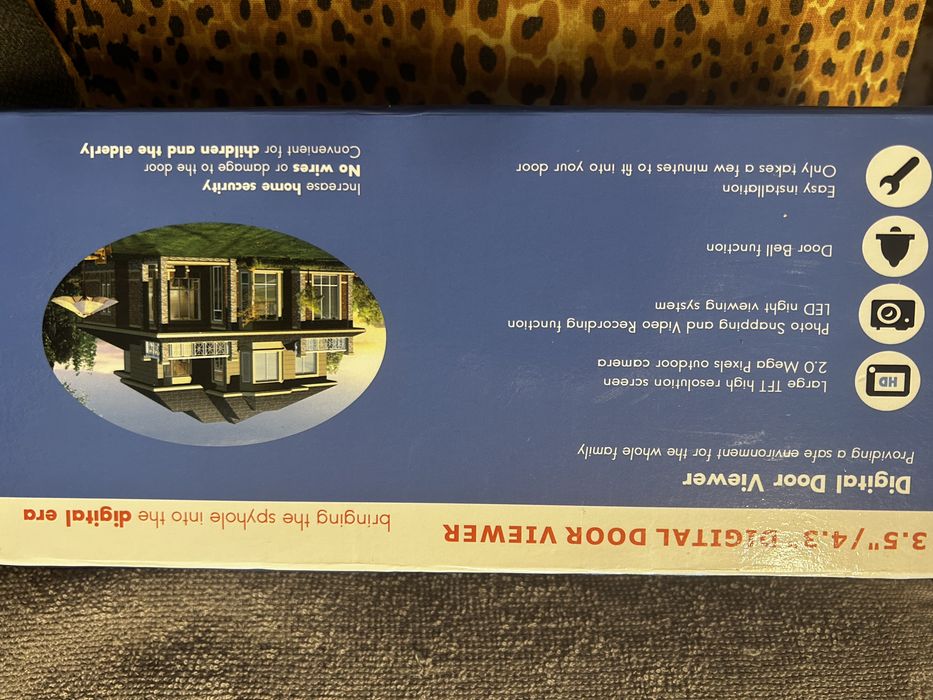 3.5"/4.3" DIGITAL DOOR VIEWER
bringing the spyhole into the digital era
Digital Door Viewer
Providing a safe environment for the whole family
HD
Large TFT high resolution screen
2.0 Mega Pixels outdoor camera
Photo Snapping and Video Recording function
LED night viewing system
Door Bell function
Easy installation
Only takes a few minutes to fit into your door
Increase home security
No wires or damage to the door
Convenient for children and the elderly